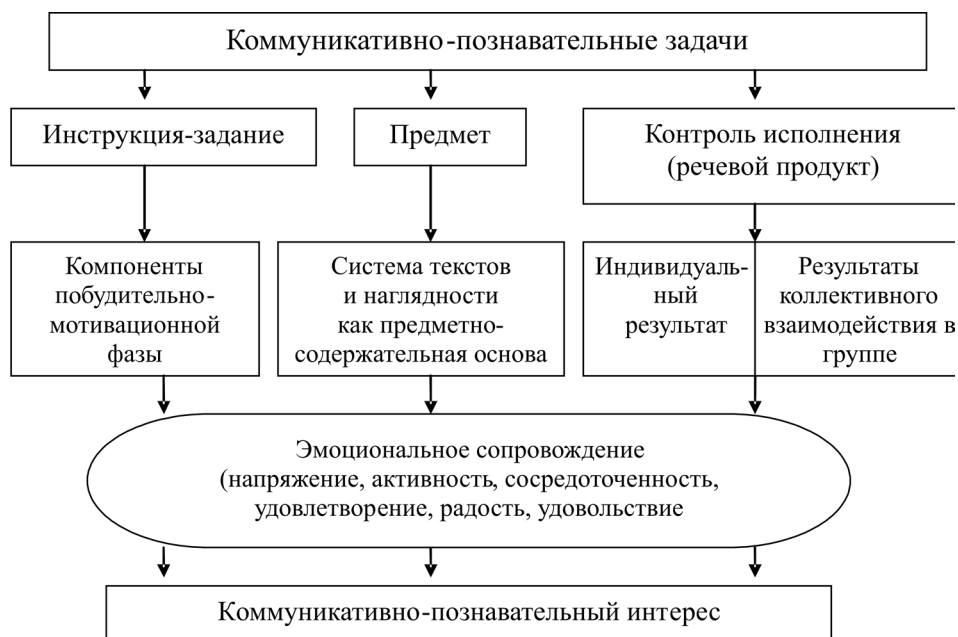 Коммуникативно-познавательные задачи
Инструкция-задание
Предмет
Контроль исполнения
(речевой продукт)
Компоненты
побудительно-
мотивационной
фазы
Система текстов
и наглядности
как предметно-
содержательная основа
Индивидуаль-
ный
результат
Результаты
коллективного
взаимодействия в
группе
Эмоциональное сопровождение
(напряжение, активность, сосредоточенность,
удовлетворение, радость, удовольствие
Коммуникативно-познавательный интерес